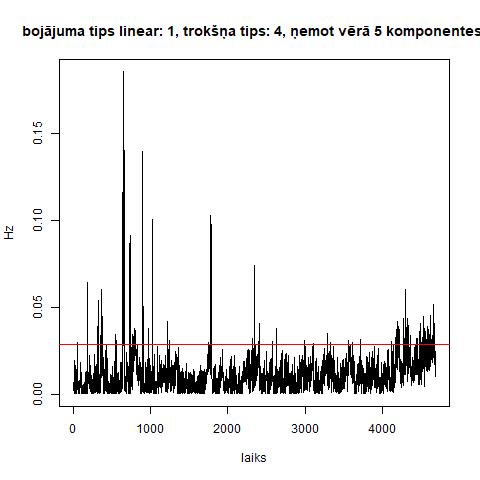 bojājuma tips linear: 1, trokšņa tips: 4, ņemot vērā 5 komponentes
Hz
0.15
0.10
0.05
0.00
0 1000 2000 3000 4000
laiks